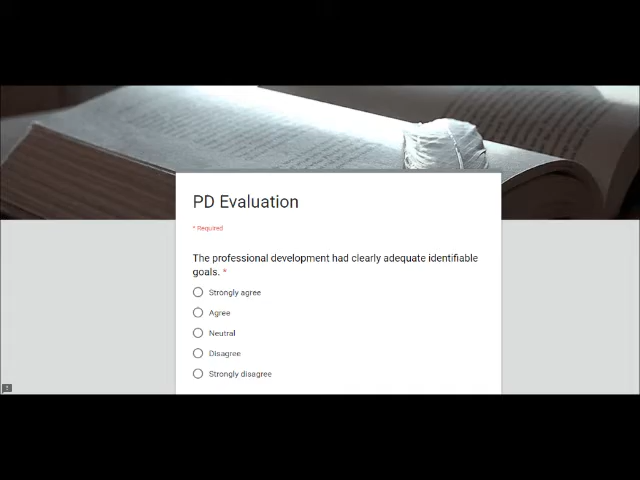 PD Evaluation
* Required
The professional development had clearly adequate identifiable
goals. *
Strongly agree
Agree
Neutral
Disagree
Strongly disagree